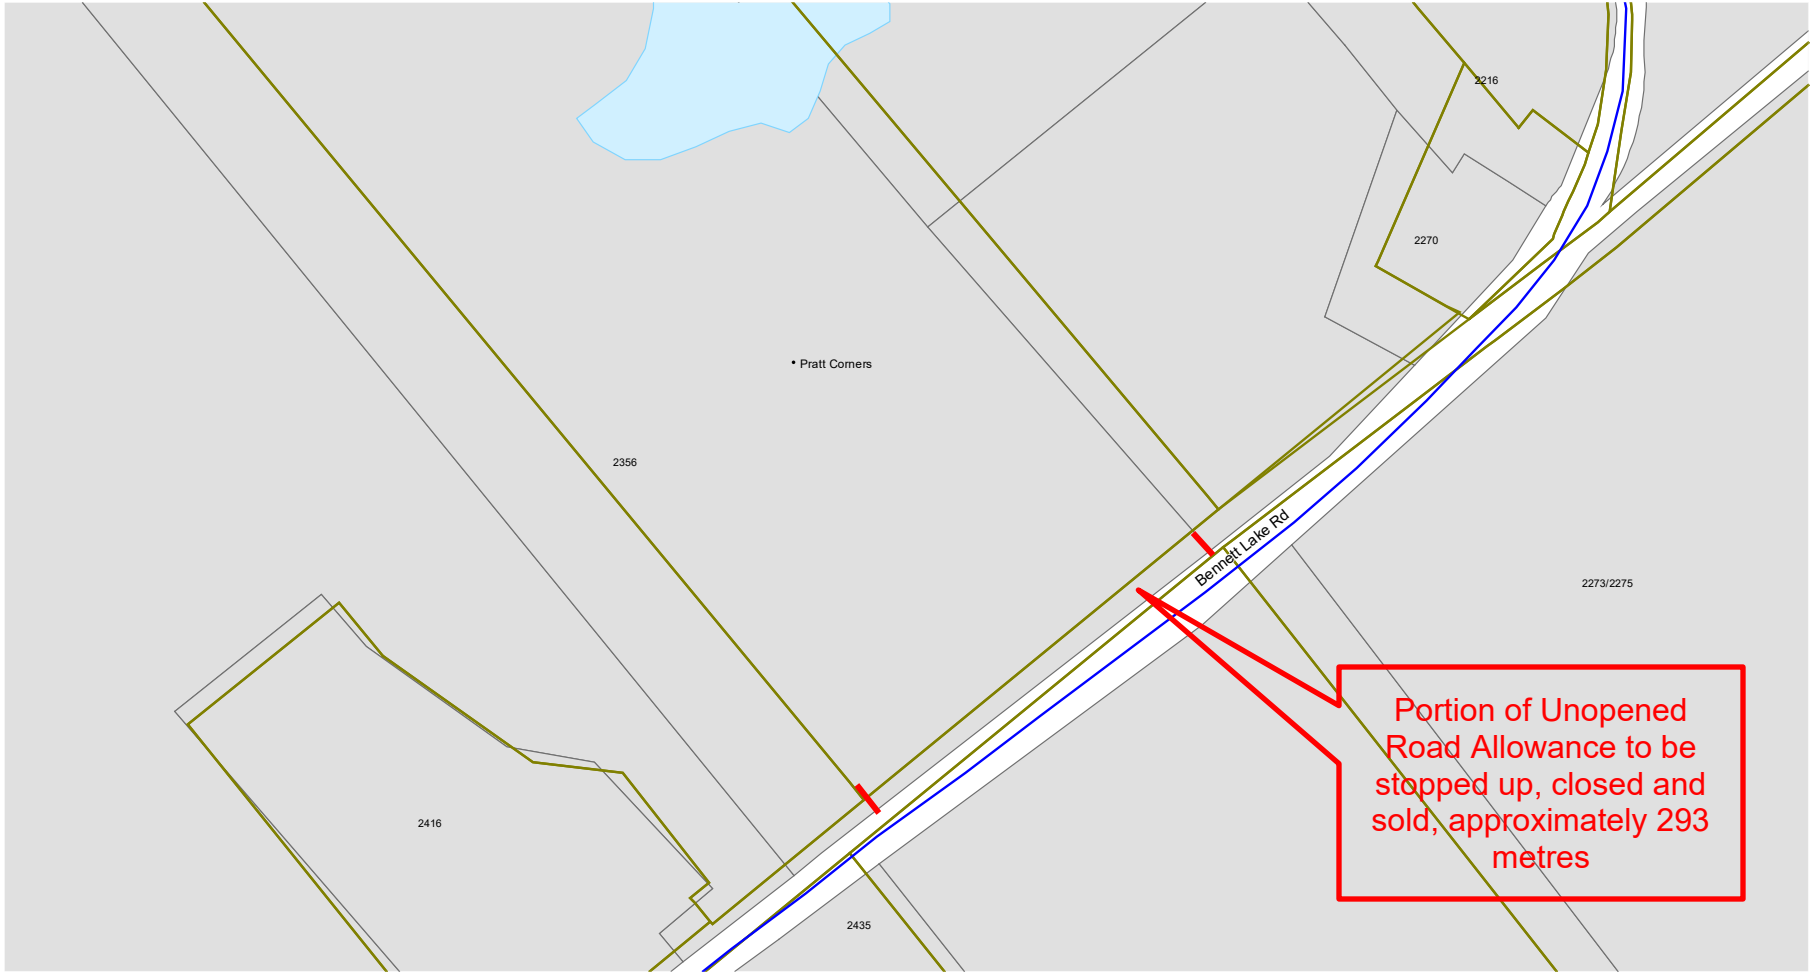 2216
2270
Pratt Corners
2356
Bennett Lake Rd
2273/2275
Portion of Unopened
Road Allowance to be
stopped up, closed and
sold, approximately 293
metres
2416
2435